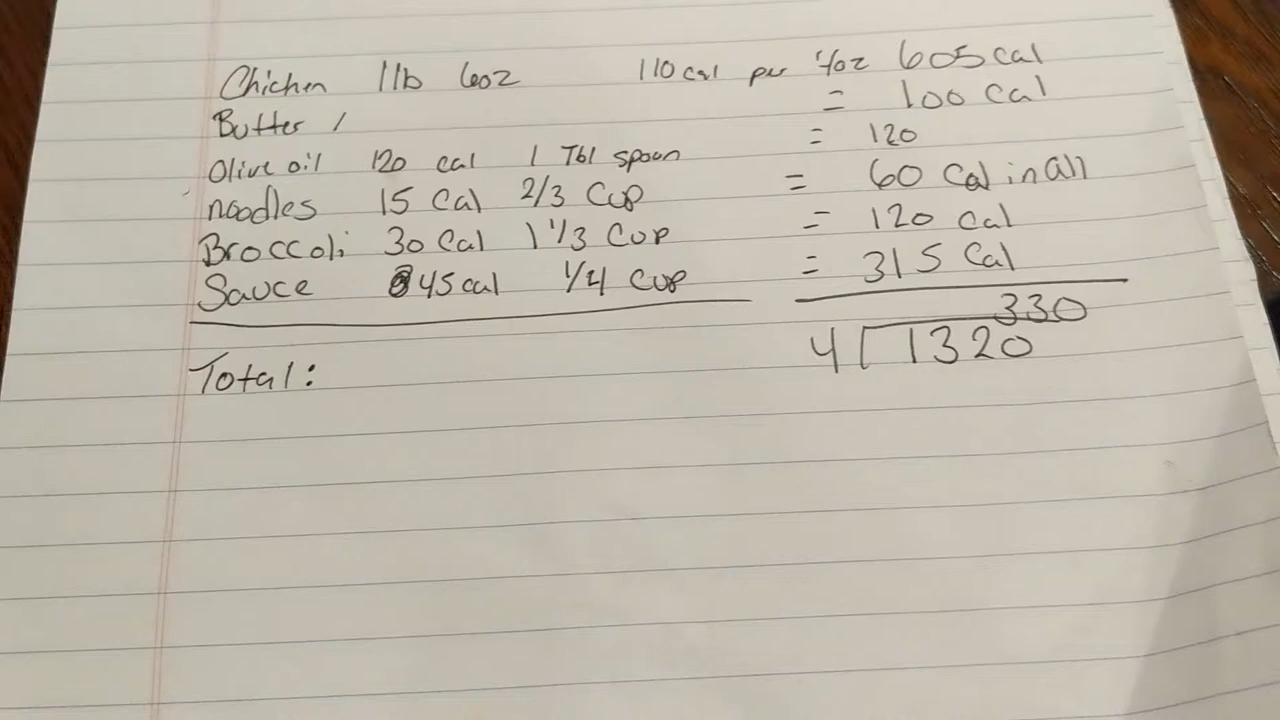 Chicken 1lb 6oz 110 cal per 4oz 605 cal
Butter 1 = 100 Cal
Olive oil 120 cal 1 Tbl spoon = 120
noodles 15 Cal 2/3 Cup = 60 Cal in all
Broccoli 30 Cal 1 1/3 Cup = 120 Cal
Sauce 45 cal 1/4 Cup = 315 Cal
330
Total: 4 1320